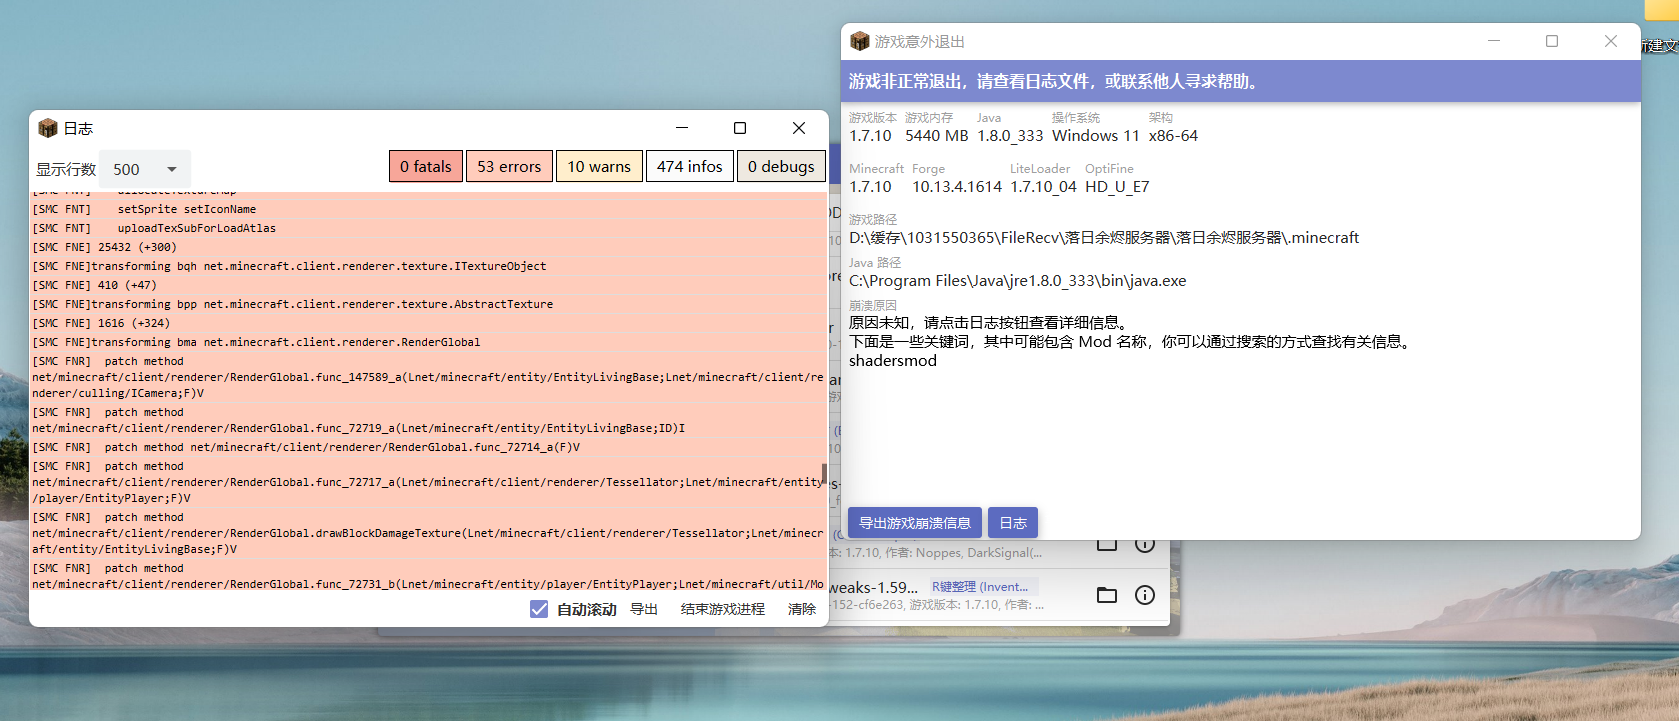 日志
显示行数 500
0 fatals 53 errors 10 warns 474 infos 0 debugs
[SMC FNT] allocateTextureMap
[SMC FNT] setSprite setIconName
[SMC FNT] uploadTexSubForLoadAtlas
[SMC FNE] 25432 (+300)
[SMC FNE]transforming bqh net.minecraft.client.renderer.texture.ITextureObject
[SMC FNE] 410 (+47)
[SMC FNE]transforming bpp net.minecraft.client.renderer.texture.AbstractTexture
[SMC FNE] 1616 (+324)
[SMC FNE]transforming bma net.minecraft.client.renderer.RenderGlobal
[SMC FNR] patch method
net/minecraft/client/renderer/RenderGlobal.func_147589_a(Lnet/minecraft/entity/EntityLivingBase;Lnet/minecraft/client/re
nderer/culling/ICamera;F)V
[SMC FNR] patch method
net/minecraft/client/renderer/RenderGlobal.func_72719_a(Lnet/minecraft/entity/EntityLivingBase;ID)I
[SMC FNR] patch method net/minecraft/client/renderer/RenderGlobal.func_72714_a(F)V
[SMC FNR] patch method
net/minecraft/client/renderer/RenderGlobal.func_72717_a(Lnet/minecraft/client/renderer/Tessellator;Lnet/minecraft/entity
/player/EntityPlayer;F)V
[SMC FNR] patch method
net/minecraft/client/renderer/RenderGlobal.drawBlockDamageTexture(Lnet/minecraft/client/renderer/Tessellator;Lnet/minecr
aft/entity/EntityLivingBase;F)V
[SMC FNR] patch method
net/minecraft/client/renderer/RenderGlobal.func_72731_b(Lnet/minecraft/entity/player/EntityPlayer;Lnet/minecraft/util/Mo
自动滚动 导出 结束游戏进程 清除
游戏意外退出
游戏非正常退出，请查看日志文件，或联系他人寻求帮助。
游戏版本 游戏内存 Java 操作系统 架构
1.7.10 5440 MB 1.8.0_333 Windows 11 x86-64
Minecraft Forge LiteLoader OptiFine
1.7.10 10.13.4.1614 1.7.10_04 HD_U_E7
游戏路径
D:\缓存\1031550365\FileRecv\落日余烬服务器\落日余烬服务器\.minecraft
Java 路径
C:\Program Files\Java\jre1.8.0_333\bin\java.exe
崩溃原因
原因未知，请点击日志按钮查看详细信息。
下面是一些关键词，其中可能包含 Mod 名称，你可以通过搜索的方式查找有关信息。
shadersmod
导出游戏崩溃信息 日志
本: 1.7.10, 作者: Noppes, DarkSignal(...
weaks-1.59... R键整理 (Invent...
-152-cf6e263, 游戏版本: 1.7.10, 作者: ...
新建文